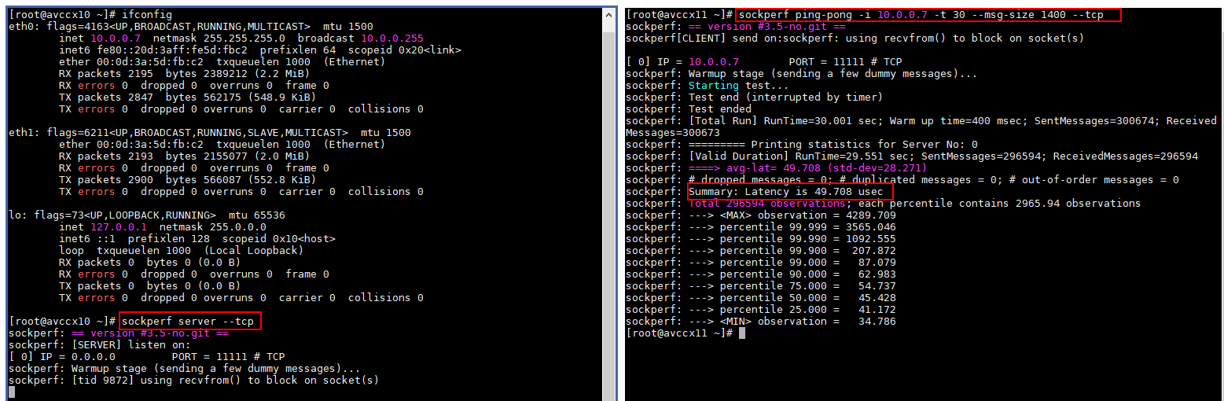 [root@avccx10 ~]# ifconfig
eth0: flags=4163<UP,BROADCAST,RUNNING,MULTICAST>  mtu 1500
        inet 10.0.0.7  netmask 255.255.255.0  broadcast 10.0.0.255
        inet6 fe80::20d:3aff:fe5d:fbc2  prefixlen 64  scopeid 0x20<link>
        ether 00:0d:3a:5d:fb:c2  txqueuelen 1000  (Ethernet)
        RX packets 2195  bytes 2389212 (2.2 MiB)
        RX errors 0  dropped 0  overruns 0  frame 0
        TX packets 2847  bytes 562175 (548.9 KiB)
        TX errors 0  dropped 0 overruns 0  carrier 0  collisions 0

eth1: flags=6211<UP,BROADCAST,RUNNING,SLAVE,MULTICAST>  mtu 1500
        ether 00:0d:3a:5d:fb:c2  txqueuelen 1000  (Ethernet)
        RX packets 2193  bytes 2155077 (2.0 MiB)
        RX errors 0  dropped 0  overruns 0  frame 0
        TX packets 2900  bytes 566087 (552.8 KiB)
        TX errors 0  dropped 0 overruns 0  carrier 0  collisions 0

lo: flags=73<UP,LOOPBACK,RUNNING>  mtu 65536
        inet 127.0.0.1  netmask 255.0.0.0
        inet6 ::1  prefixlen 128  scopeid 0x10<host>
        loop  txqueuelen 1000  (Local Loopback)
        RX packets 0  bytes 0 (0.0 B)
        RX errors 0  dropped 0  overruns 0  frame 0
        TX packets 0  bytes 0 (0.0 B)
        TX errors 0  dropped 0 overruns 0  carrier 0  collisions 0

[root@avccx10 ~]# sockperf server --tcp
sockperf: == version #3.5-no.git ==
sockperf: [SERVER] listen on:
[ 0] IP = 0.0.0.0         PORT = 11111 # TCP
sockperf: Warmup stage (sending a few dummy messages)...
sockperf: [tid 9872] using recvfrom() to block on socket(s)

[root@avccx11 ~]# sockperf ping-pong -i 10.0.0.7 -t 30 --msg-size 1400 --tcp
sockperf: == version #3.5-no.git ==
sockperf[CLIENT] send on:sockperf: using recvfrom() to block on socket(s)

[ 0] IP = 10.0.0.7        PORT = 11111 # TCP
sockperf: Warmup stage (sending a few dummy messages)...
sockperf: Starting test...
sockperf: Test end (interrupted by timer)
sockperf: Test ended
sockperf: [Total Run] RunTime=30.001 sec; Warm up time=400 msec; SentMessages=300674; Received
Messages=300673
sockperf: ========= Printing statistics for Server No: 0
sockperf: [Valid Duration] RunTime=29.551 sec; SentMessages=296594; ReceivedMessages=296594
sockperf: ====> avg-lat= 49.708 (std-dev=28.271)
sockperf: # dropped messages = 0; # duplicated messages = 0; # out-of-order messages = 0
sockperf: Summary: Latency is 49.708 usec
sockperf: Total 296594 observations; each percentile contains 2965.94 observations
sockperf: ---> <MAX> observation = 4289.709
sockperf: ---> percentile 99.999 = 3565.046
sockperf: ---> percentile 99.990 = 1092.555
sockperf: ---> percentile 99.900 =  207.872
sockperf: ---> percentile 99.000 =   87.079
sockperf: ---> percentile 90.000 =   62.983
sockperf: ---> percentile 75.000 =   54.737
sockperf: ---> percentile 50.000 =   45.428
sockperf: ---> percentile 25.000 =   41.172
sockperf: ---> <MIN> observation =   34.786
[root@avccx11 ~]#